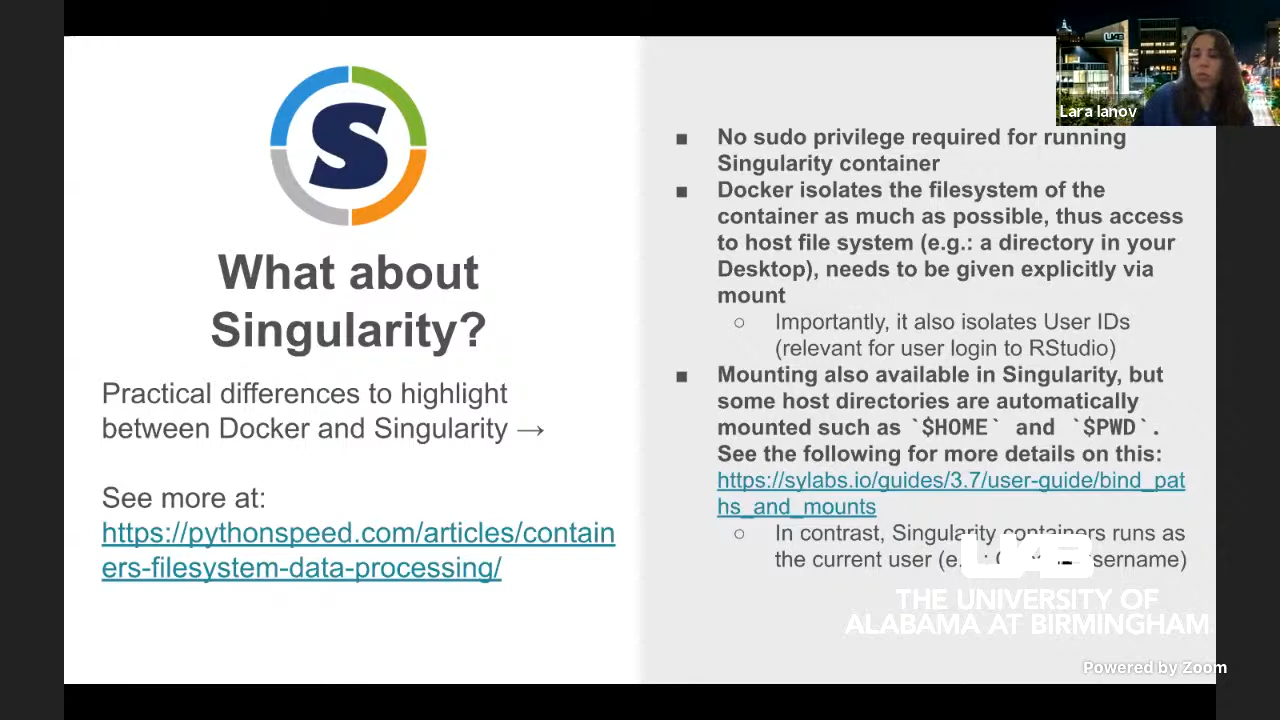 S
What about
Singularity?
Practical differences to highlight
between Docker and Singularity →
See more at:
https://pythonspeed.com/articles/contain
ers-filesystem-data-processing/
UAB
Lara Ianov
■ No sudo privilege required for running
Singularity container
■ Docker isolates the filesystem of the
container as much as possible, thus access
to host file system (e.g.: a directory in your
Desktop), needs to be given explicitly via
mount
○ Importantly, it also isolates User IDs
(relevant for user login to RStudio)
■ Mounting also available in Singularity, but
some host directories are automatically
mounted such as `$HOME` and `$PWD`.
See the following for more details on this:
https://sylabs.io/guides/3.7/user-guide/bind_pat
hs_and_mounts
○ In contrast, Singularity containers runs as
the current user
UAB
THE UNIVERSITY OF
ALABAMA AT BIRMINGHAM
Powered by Zoom